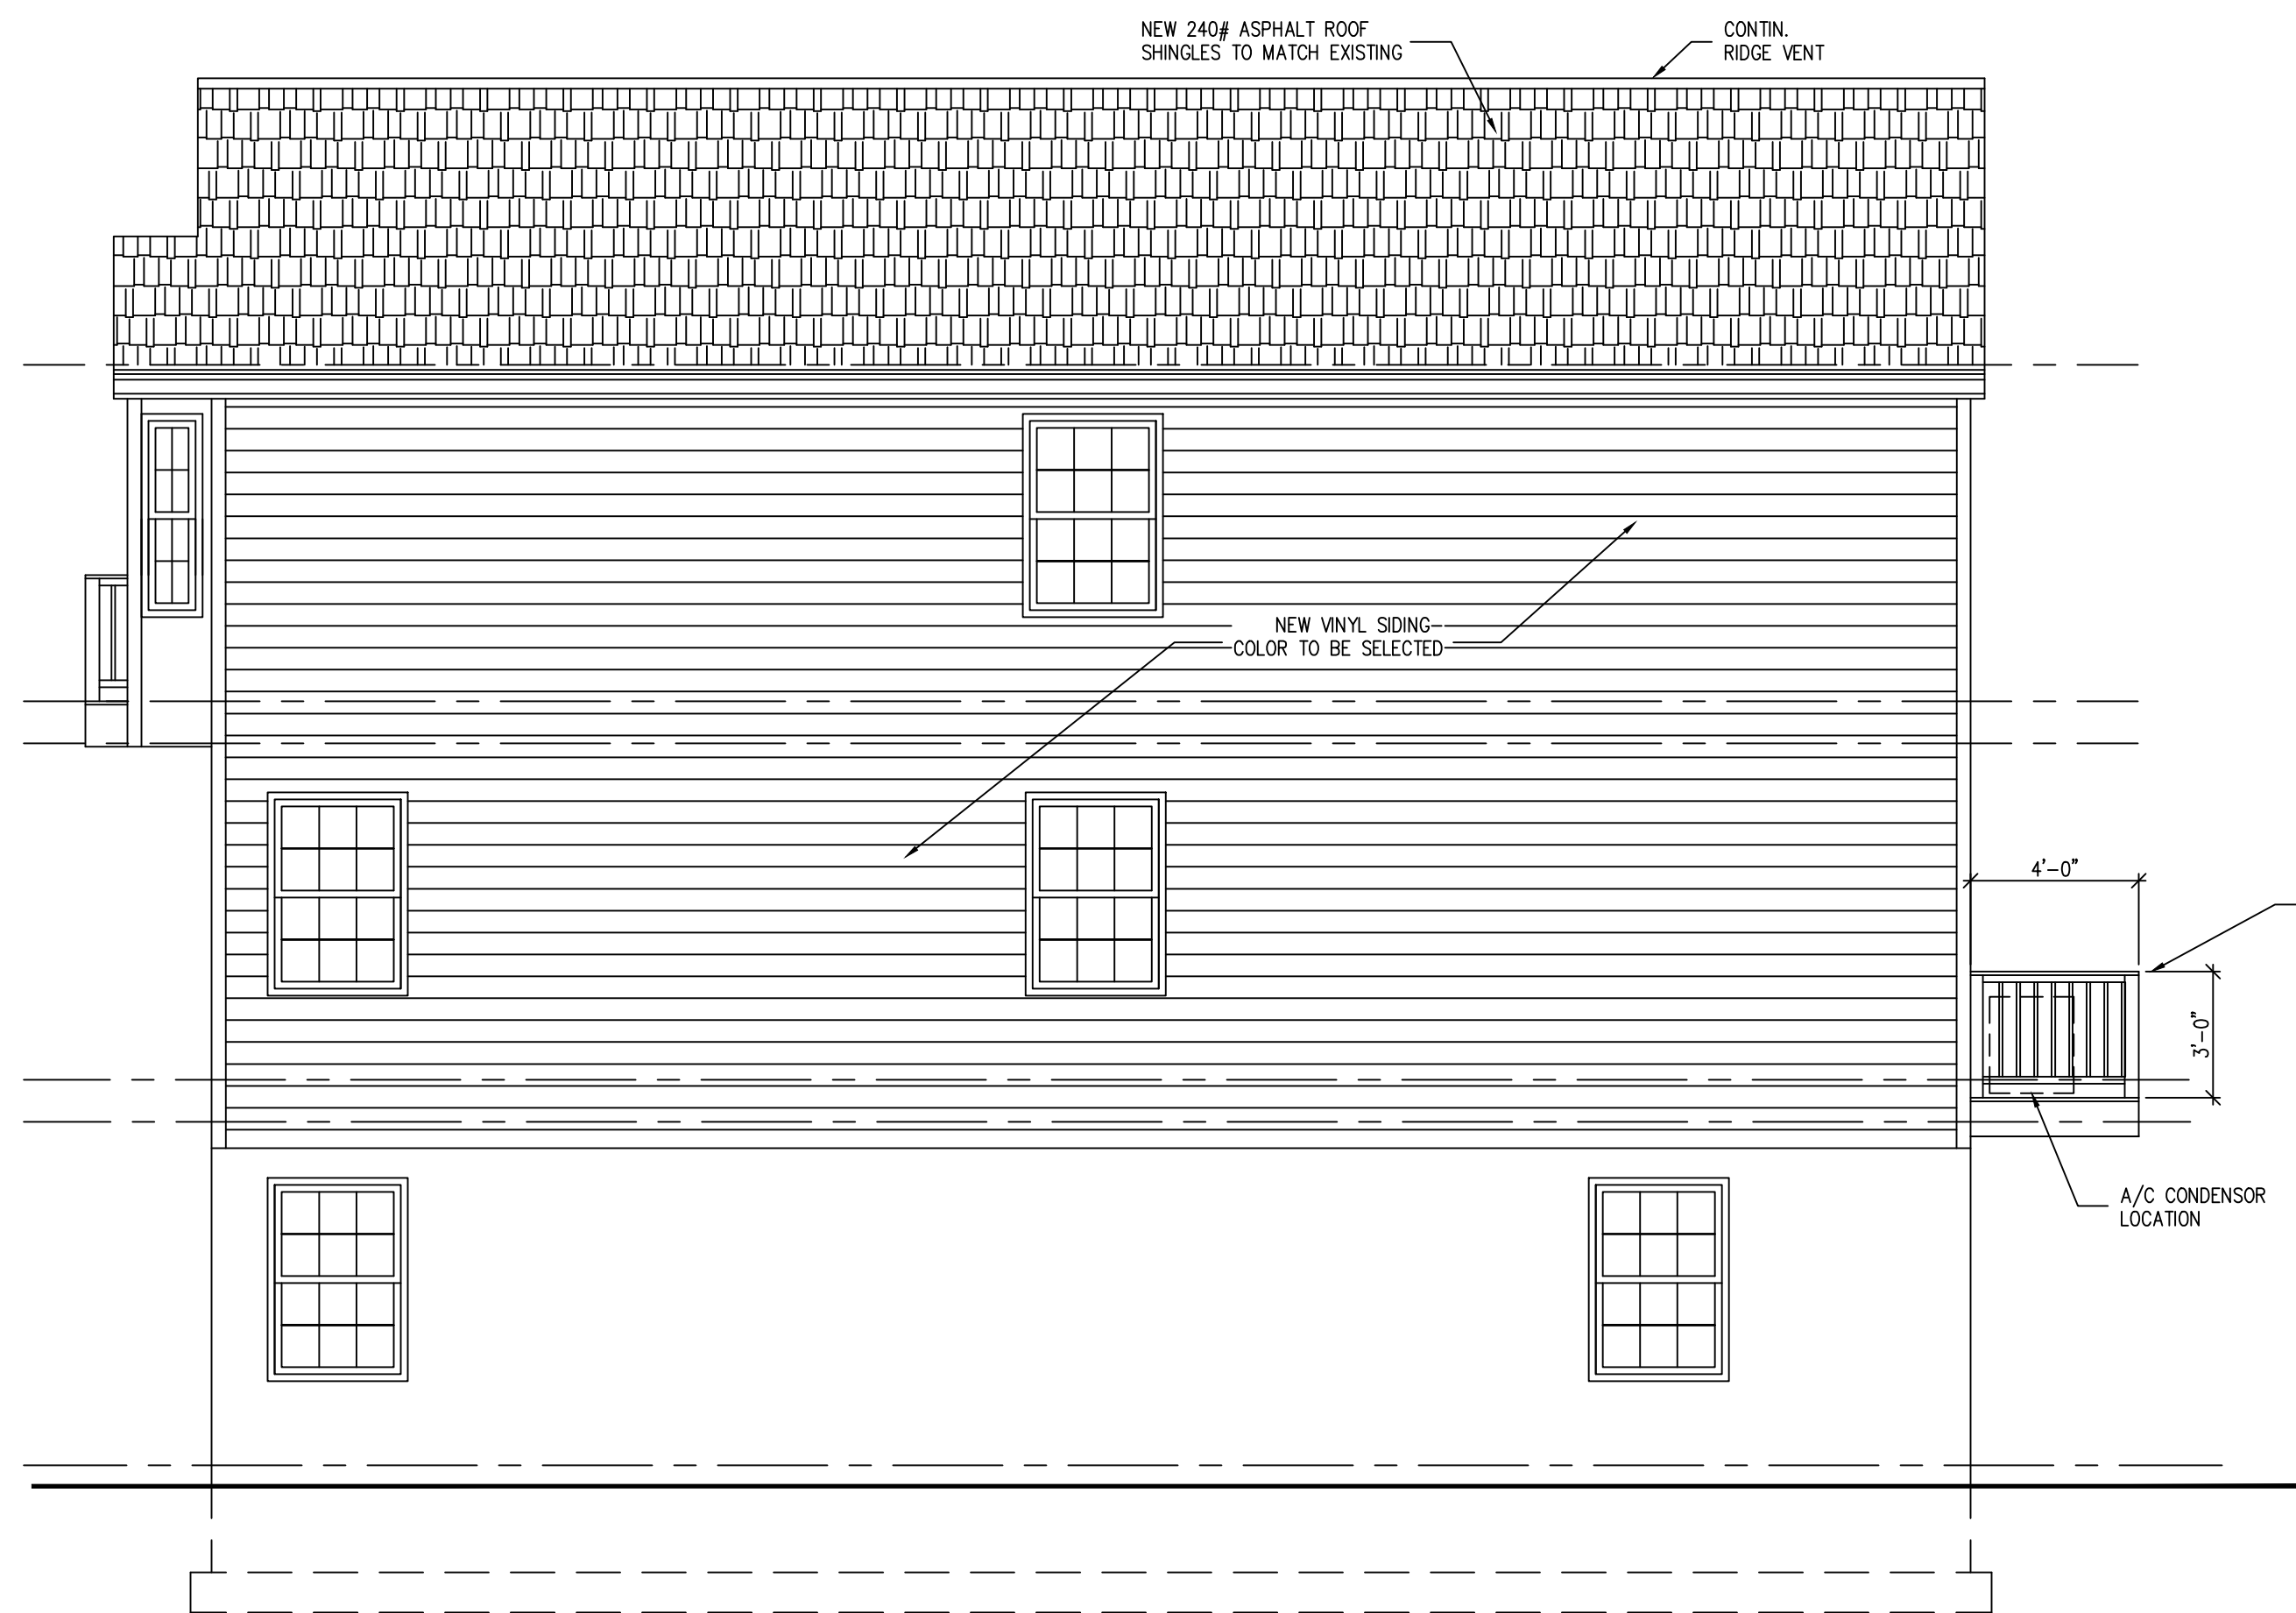 NEW 240# ASPHALT ROOF
SHINGLES TO MATCH EXISTING
CONTIN.
RIDGE VENT
NEW VINYL SIDING-
COLOR TO BE SELECTED
4'-0"
3'-0"
A/C CONDENSOR
LOCATION